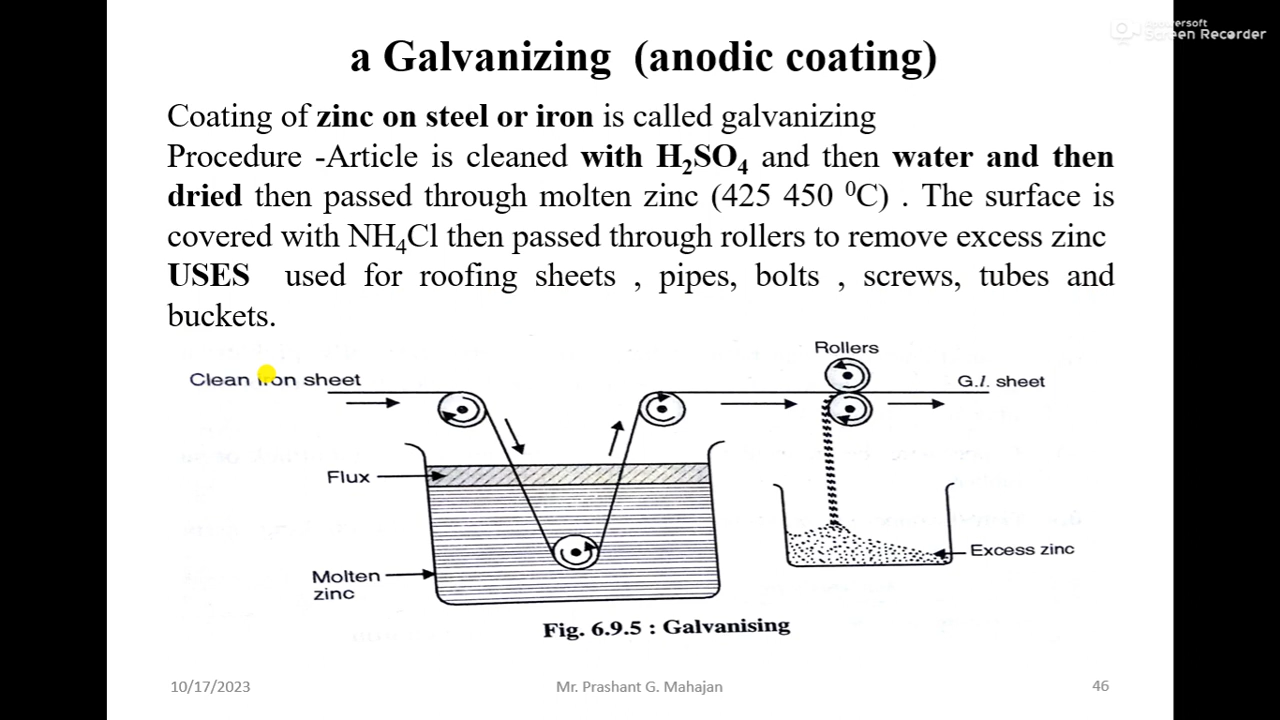 Apowersoft
Screen Recorder
a Galvanizing (anodic coating)
Coating of zinc on steel or iron is called galvanizing
Procedure -Article is cleaned with H₂SO₄ and then water and then
dried then passed through molten zinc (425 450 ⁰C) . The surface is
covered with NH₄Cl then passed through rollers to remove excess zinc
USES used for roofing sheets , pipes, bolts , screws, tubes and
buckets.
Rollers
Clean iron sheet
G.I. sheet
Flux
Excess zinc
Molten
zinc
Fig. 6.9.5 : Galvanising
10/17/2023
Mr. Prashant G. Mahajan
46